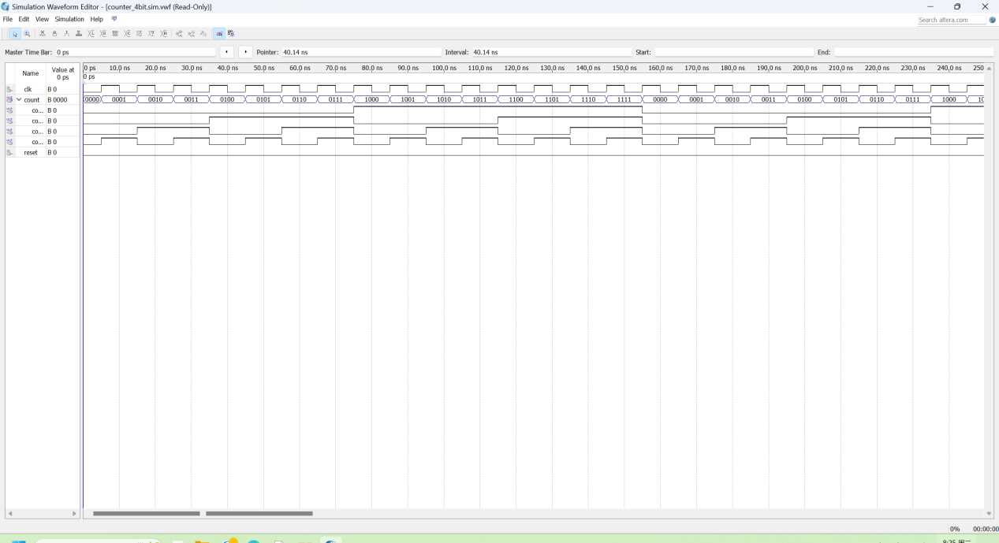 Simulation Waveform Editor - [counter_4bit.sim.vwf (Read-Only)]
File Edit View Simulation Help
Search altera.com
Master Time Bar: 0 ps Pointer: 40.14 ns Interval: 40.14 ns Start: End:
Name Value at 0 ps
0 ps 10.0 ns 20.0 ns 30.0 ns 40.0 ns 50.0 ns 60.0 ns 70.0 ns 80.0 ns 90.0 ns 100.0 ns 110.0 ns 120.0 ns 130.0 ns 140.0 ns 150.0 ns 160.0 ns 170.0 ns 180.0 ns 190.0 ns 200.0 ns 210.0 ns 220.0 ns 230.0 ns 240.0 ns 250
0 ps
clk B 0
count B 0000 0000 0001 0010 0011 0100 0101 0110 0111 1000 1001 1010 1011 1100 1101 1110 1111 0000 0001 0010 0011 0100 0101 0110 0111 1000 10
co... B 0
co... B 0
co... B 0
co... B 0
reset B 0
0% 00:00:00